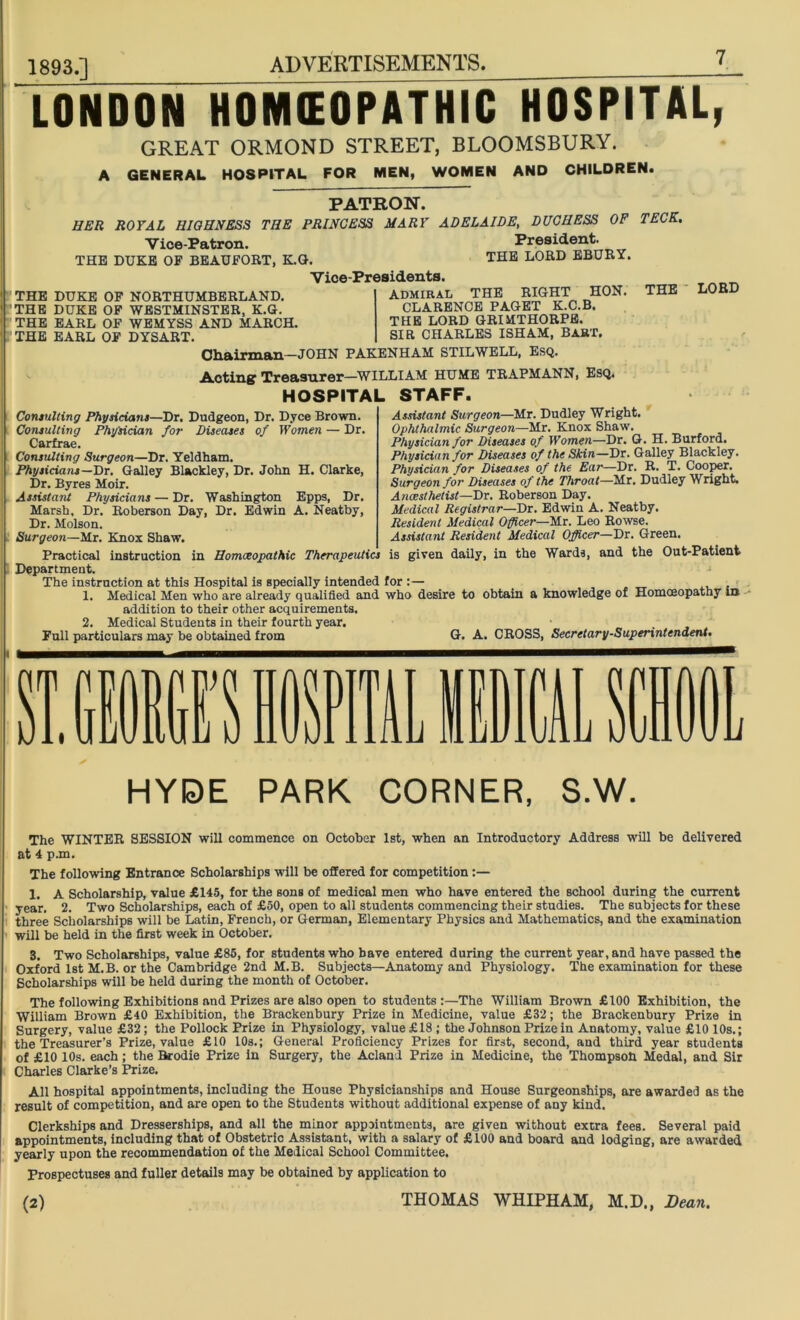 1893.] ADVERTISEMENTS. 7
LONDON HOMŒOPATHIC HOSPITAL,
GREAT ORMOND STREET, BLOOMSBURY.
A GENERAL HOSPITAL FOR MEN, WOMEN AND CHILDREN.
PATRON.
HER ROYAL HIGHNESS THE PRINCESS MARY ADELAIDE, DUCHESS OF TECK.
Vice-Patron.
THE DUKE OF BEAUFORT, K.G.
President.
THE LORD EBURY.
Vice-Presidents.
THE DUKE OF NORTHUMBERLAND.
THE DUKE OF WESTMINSTER, K.G.
THE EARL OF WEMYSS AND MARCH.
THE EARL OF DYSART.
ADMIRAL THE RIGHT HON. THE LORD
CLARENCE PAGET K.C.B.
THE LORD GRIMTHORPE.
SIR CHARLES ISHAM, BART.
Chairman—JOHN PAKENHAM STILWELL, ESQ.
Acting Treasurer—WILLIAM HUME TRAPMANN, ESQ.
HOSPITAL STAFF.
Consulting Physicians—Dr. Dudgeon, Dr. Dyce Brown.
Consulting Physician for Diseases of Women — Dr.
Carfrae.
Consulting Surgeon—Dr. Yeldham.
Physicians—Dr. Galley Blackley, Dr. John H. Clarke,
Dr. Byres Moir.
Assistant Physicians — Dr. Washington Epps, Dr.
Marsh, Dr. Roberson Day, Dr. Edwin A. Neatby,
Dr. Molson.
Surgeon—Mr. Knox Shaw.
Assistant Surgeon—Mr. Dudley Wright.
Ophthalmic Surgeon—Mr. Knox Shaw.
Physician for Diseases of Women—Dr. G. H. Burford.
Physician for Diseases of the Skin—Dr. Galley Blackley.
Physician for Diseases of the Ear—Dr. R. T. Cooper.
Surgeon for Diseases of the Throat—Mr. Dudley Wright.
Anæsthetist—Dr. Roberson Day.
Medical Registrar—Dr. Edwin A. Neatby.
Resident Medical Officer—Mr. Leo Rowse.
Assistant Resident Medical Officer—Dr. Green.
Practical instruction in Homœopathic Therapeutics is given daily, in the Wards, and the Out-Patient
Department.
The instruction at this Hospital is specially intended for :—
1. Medical Men who are already qualified and who desire to obtain a knowledge of Homœopathy in
addition to their other acquirements.
2. Medical Students in their fourth year.
Full particulars may be obtained from G. A. CROSS, Secretary-Superintendent.
ST. GEORGE'S HOSPITAL MEDICAL SCHOOL
HYDE PARK CORNER, S.W.
The WINTER SESSION will commence on October 1st, when an Introductory Address will be delivered
at 4 p.m.
The following Entrance Scholarships will be offered for competition :—
1. A Scholarship, value £145, for the sons of medical men who have entered the school during the current
year. 2. Two Scholarships, each of £50, open to all students commencing their studies. The subjects for these
three Scholarships will be Latin, French, or German, Elementary Physics and Mathematics, and the examination
will be held in the first week in October.
3. Two Scholarships, value £85, for students who have entered during the current year, and have passed the
Oxford 1st M.B. or the Cambridge 2nd M.B. Subjects—Anatomy and Physiology. The examination for these
Scholarships will be held during the month of October.
The following Exhibitions and Prizes are also open to students :—The William Brown £100 Exhibition, the
William Brown £40 Exhibition, the Brackenbury Prize in Medicine, value £32; the Brackenbury Prize in
Surgery, value £32; the Pollock Prize in Physiology, value £18; the Johnson Prize in Anatomy, value £10 10s.;
the Treasurer's Prize, value £10 10s.; General Proficiency Prizes for first, second, and third year students
of £10 10s. each; the Brodie Prize in Surgery, the Acland Prize in Medicine, the Thompson Medal, and Sir
Charles Clarke's Prize.
All hospital appointments, including the House Physicianships and House Surgeonships, are awarded as the
result of competition, and are open to the Students without additional expense of any kind.
Clerkships and Dresserships, and all the minor appointments, are given without extra fees. Several paid
appointments, including that of Obstetric Assistant, with a salary of £100 and board and lodging, are awarded
yearly upon the recommendation of the Medical School Committee.
Prospectuses and fuller details may be obtained by application to
(2) THOMAS WHIPHAM, M.D., Dean.